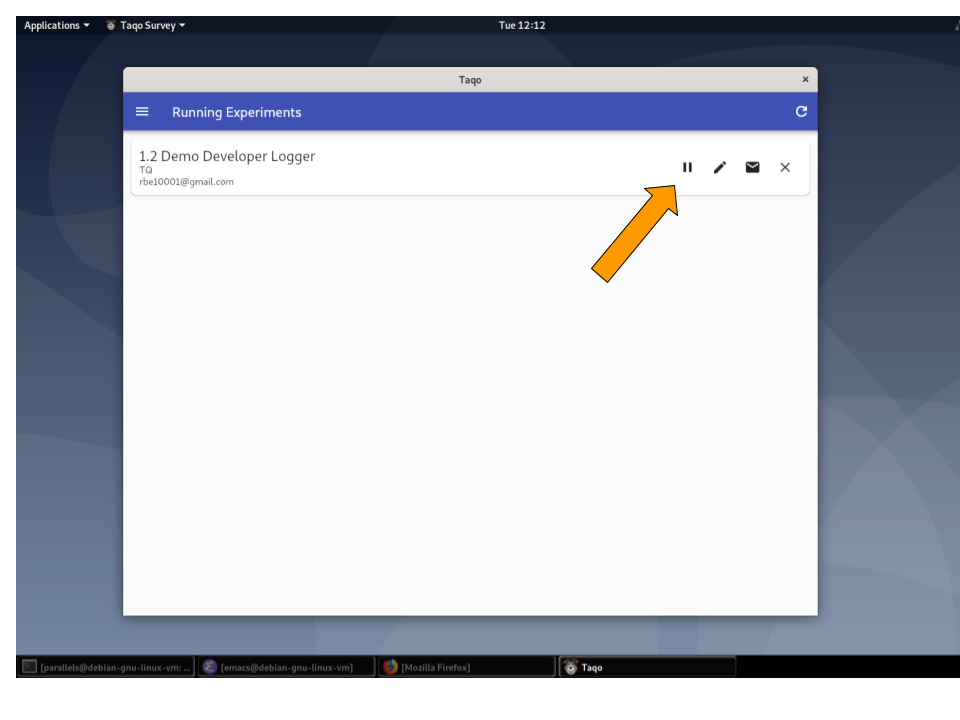 Applications Taqo Survey Tue 12:12
Taqo
Running Experiments
1.2 Demo Developer Logger
TQ
rbe10001@gmail.com
[parallels@debian-gnu-linux-vm: ... [emacs@debian-gnu-linux-vm] [Mozilla Firefox] Taqo